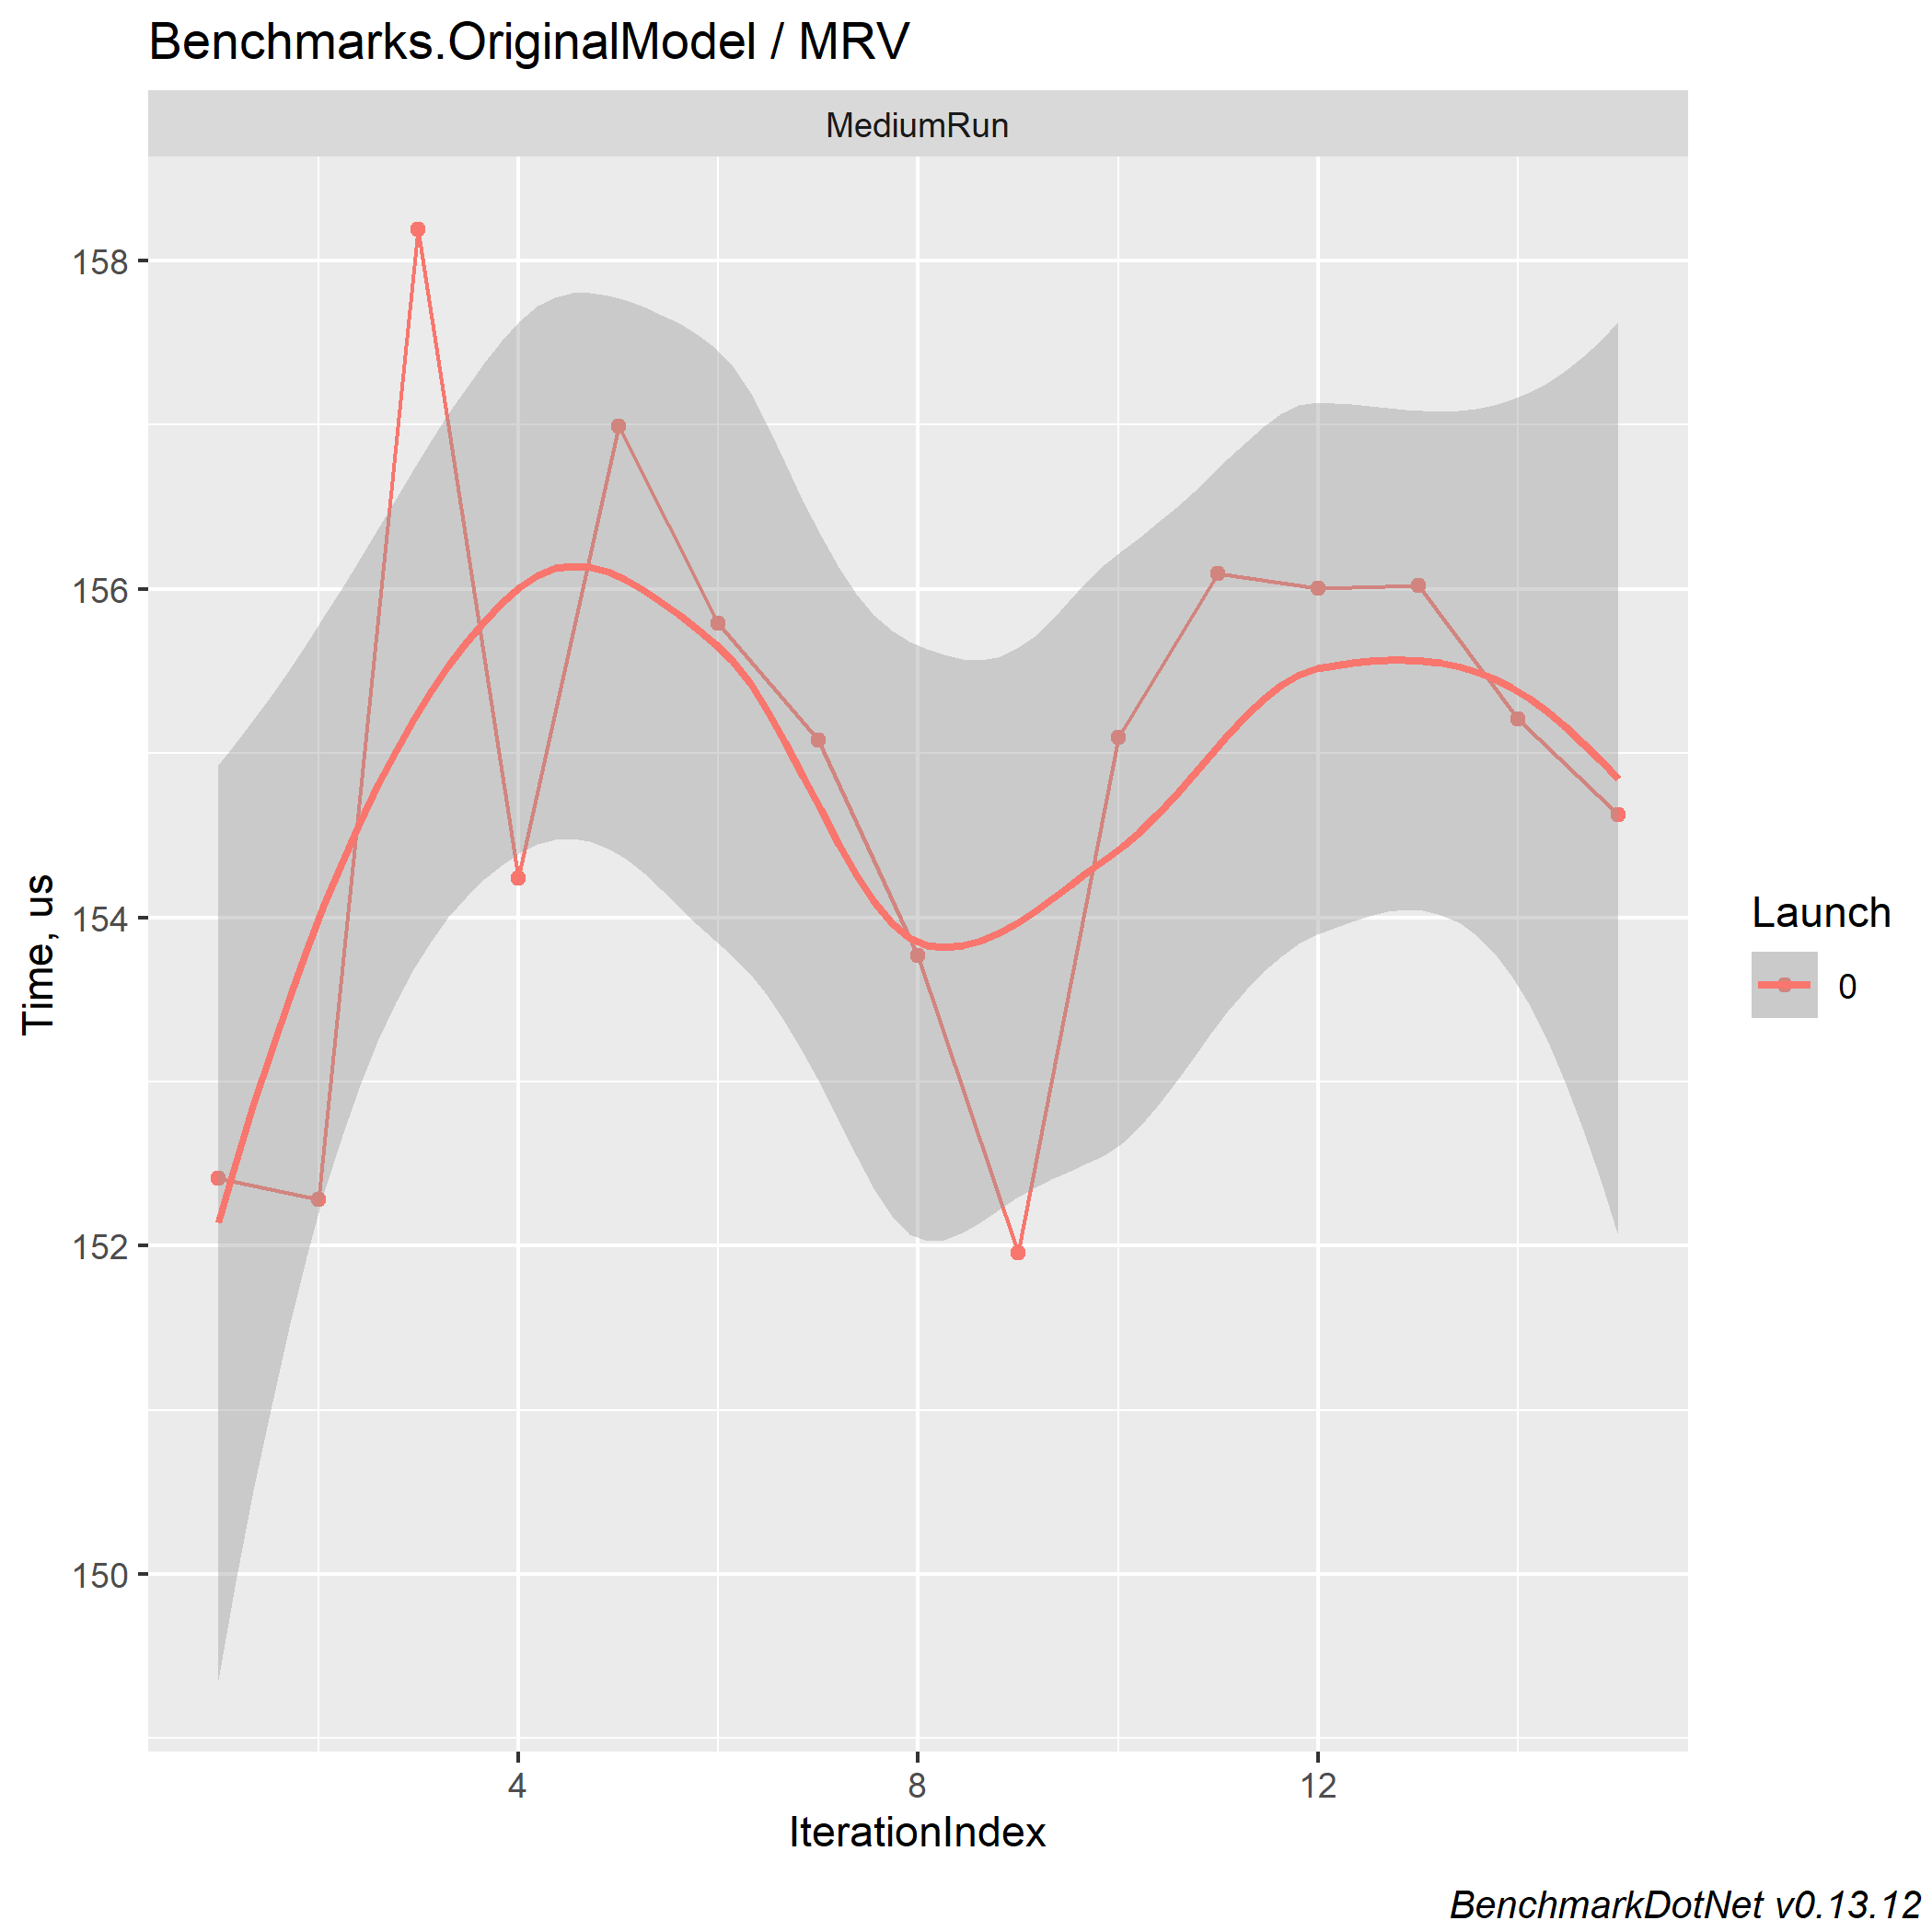 Benchmarks.OriginalModel / MRV
MediumRun
158
156
154
152
150
Time, us
4 8 12
IterationIndex
Launch
0
BenchmarkDotNet v0.13.12